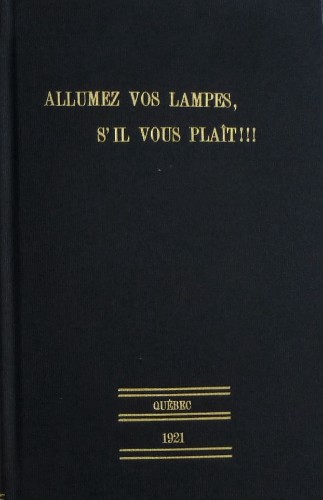 ALLUMEZ VOS LAMPES,
S'IL VOUS PLAÎT!!!
QUÉBEC
1921